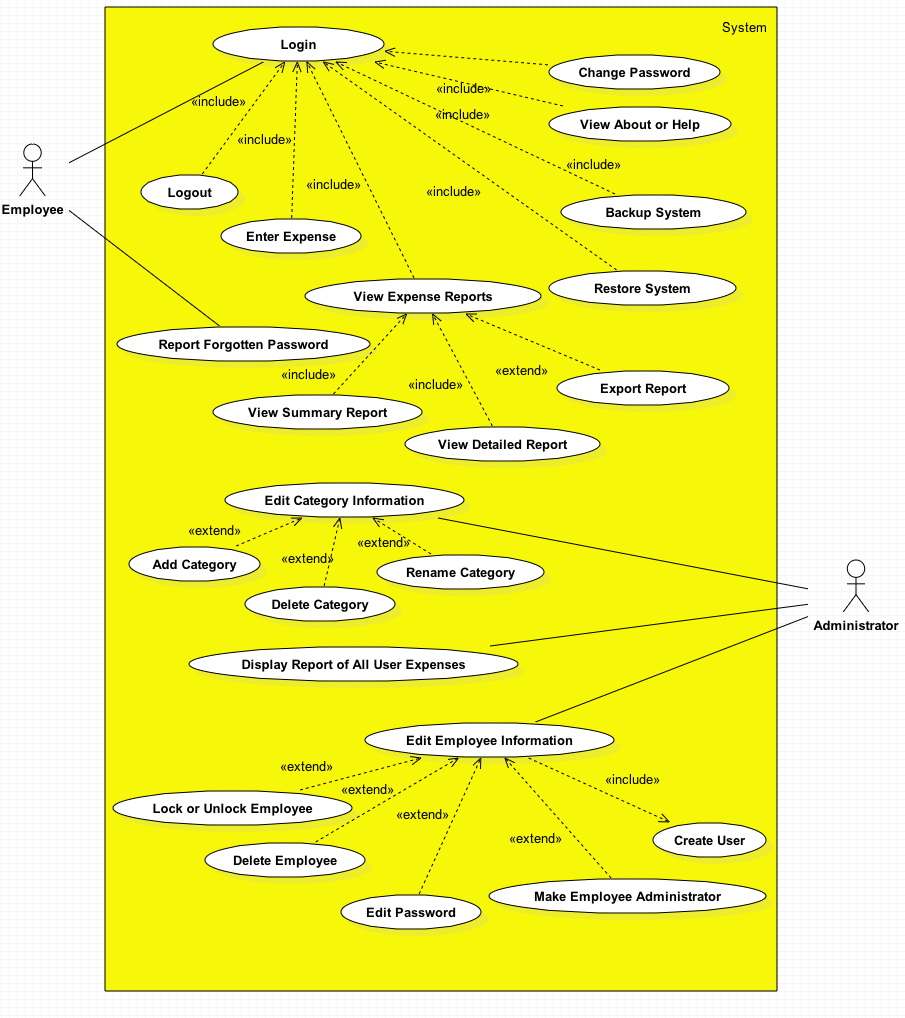 System
Login
Change Password
«include»
«include»
«include»
View About or Help
«include»
«include»
«include»
«include»
Logout
Backup System
Employee
Enter Expense
Restore System
View Expense Reports
Report Forgotten Password
«include»
«include»
«extend»
Export Report
View Summary Report
View Detailed Report
Edit Category Information
«extend»
«extend»
«extend»
Add Category
Rename Category
Delete Category
Administrator
Display Report of All User Expenses
Edit Employee Information
«extend»
«extend»
«include»
Lock or Unlock Employee
«extend»
«extend»
Create User
Delete Employee
Make Employee Administrator
Edit Password